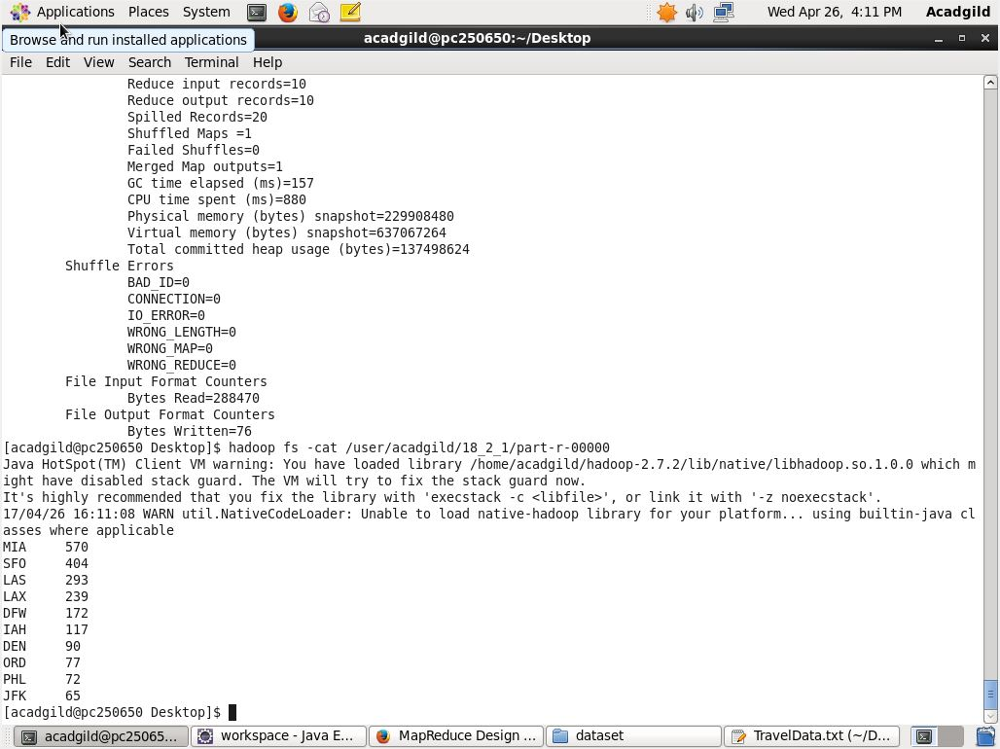 Applications Places System Wed Apr 26, 4:11 PM Acadgild
Browse and run installed applications acadgild@pc250650:~/Desktop
File Edit View Search Terminal Help
Reduce input records=10
Reduce output records=10
Spilled Records=20
Shuffled Maps =1
Failed Shuffles=0
Merged Map outputs=1
GC time elapsed (ms)=157
CPU time spent (ms)=880
Physical memory (bytes) snapshot=229908480
Virtual memory (bytes) snapshot=637067264
Total committed heap usage (bytes)=137498624
Shuffle Errors
BAD_ID=0
CONNECTION=0
IO_ERROR=0
WRONG_LENGTH=0
WRONG_MAP=0
WRONG_REDUCE=0
File Input Format Counters
Bytes Read=288470
File Output Format Counters
Bytes Written=76
[acadgild@pc250650 Desktop]$ hadoop fs -cat /user/acadgild/18_2_1/part-r-00000
Java HotSpot(TM) Client VM warning: You have loaded library /home/acadgild/hadoop-2.7.2/lib/native/libhadoop.so.1.0.0 which m
ight have disabled stack guard. The VM will try to fix the stack guard now.
It's highly recommended that you fix the library with 'execstack -c <libfile>', or link it with '-z noexecstack'.
17/04/26 16:11:08 WARN util.NativeCodeLoader: Unable to load native-hadoop library for your platform... using builtin-java cl
asses where applicable
MIA 570
SFO 404
LAS 293
LAX 239
DFW 172
IAH 117
DEN 90
ORD 77
PHL 72
JFK 65
[acadgild@pc250650 Desktop]$
acadgild@pc25065... workspace - Java E... MapReduce Design ... dataset TravelData.txt (~/D...